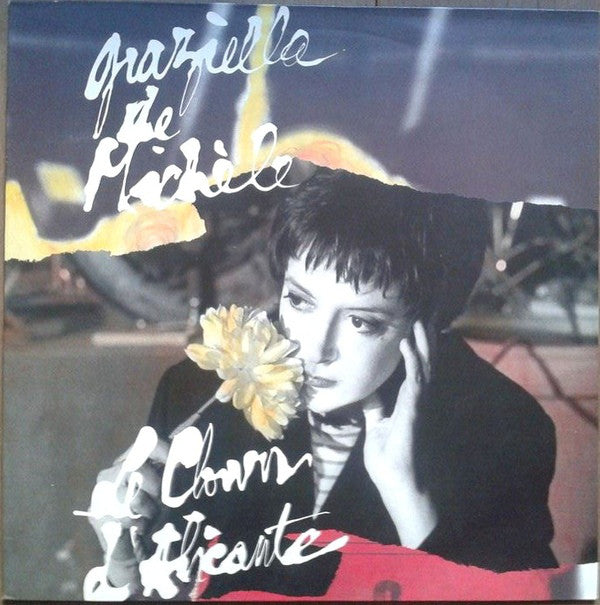 graziella
de
Michèle
Le Clown
d'Alicante